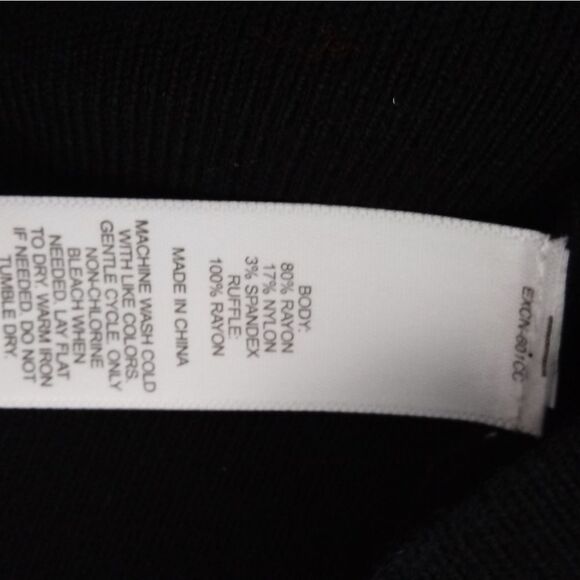 EXCN-601CC
BODY:
80% RAYON
17% NYLON
3% SPANDEX
RUFFLE:
100% RAYON
MADE IN CHINA
MACHINE WASH COLD
WITH LIKE COLORS,
GENTLE CYCLE. ONLY
NON-CHLORINE
BLEACH WHEN
NEEDED. LAY FLAT
TO DRY. WARM IRON
IF NEEDED. DO NOT
TUMBLE DRY.